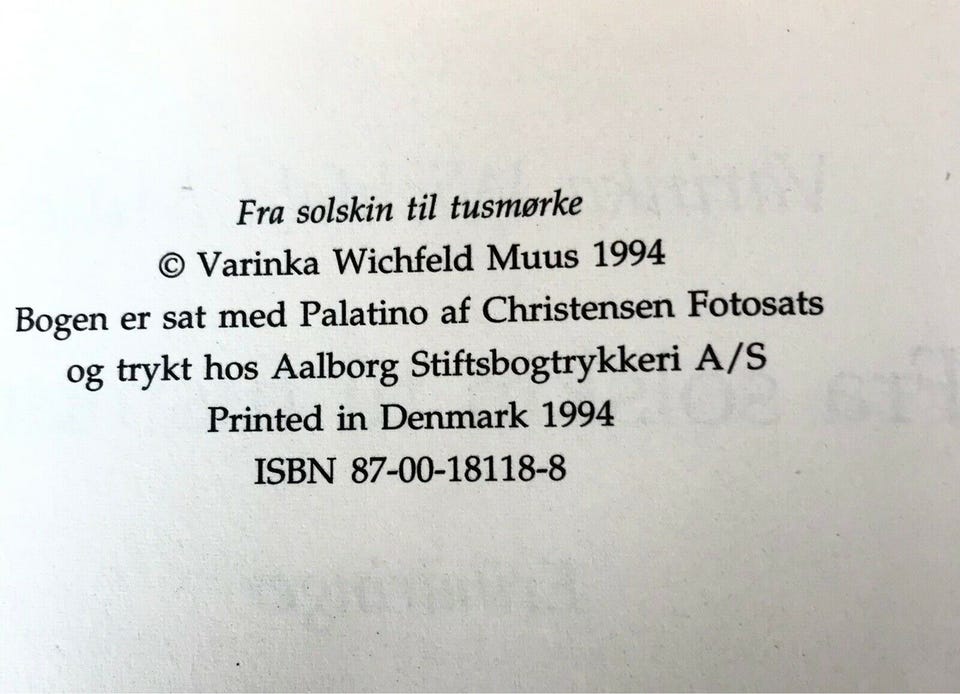 Fra solskin til tusmørke
© Varinka Wichfeld Muus 1994
Bogen er sat med Palatino af Christensen Fotosats
og trykt hos Aalborg Stiftsbogtrykkeri A/S
Printed in Denmark 1994
ISBN 87-00-18118-8